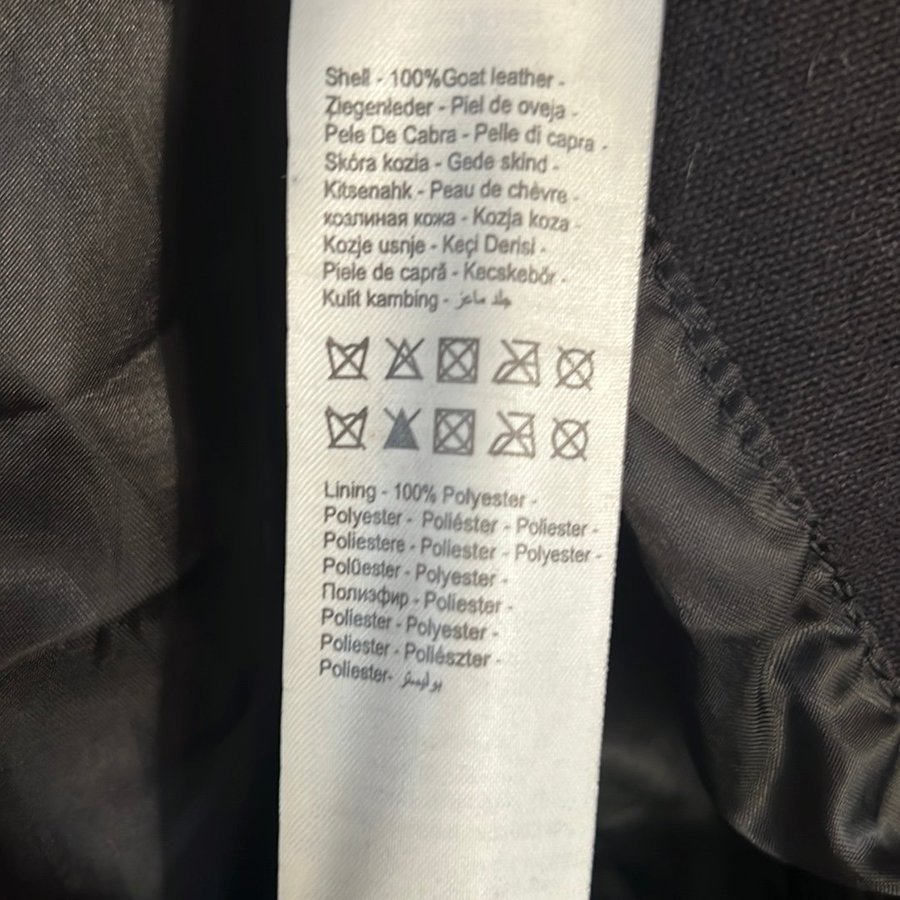 Shell - 100%Goat leather -
Ziegenleder - Piel de oveja -
Pele De Cabra - Pelle di capra -
Skóra kozia - Gede skind -
Kitsenahk - Peau de chèvre -
козлиная кожа - Kozja koza -
Kozje usnje - Keçi Derisi -
Piele de capră - Kecskebőr -
Kulit kambing - جلد ماعز
Lining - 100% Polyester -
Polyester - Poliéster - Poliester -
Poliestere - Poliester - Polyester -
Polüester - Polyester -
Полиэфир - Poliester -
Poliester - Polyester -
Poliester - Poliészter -
Poliester- بوليستر